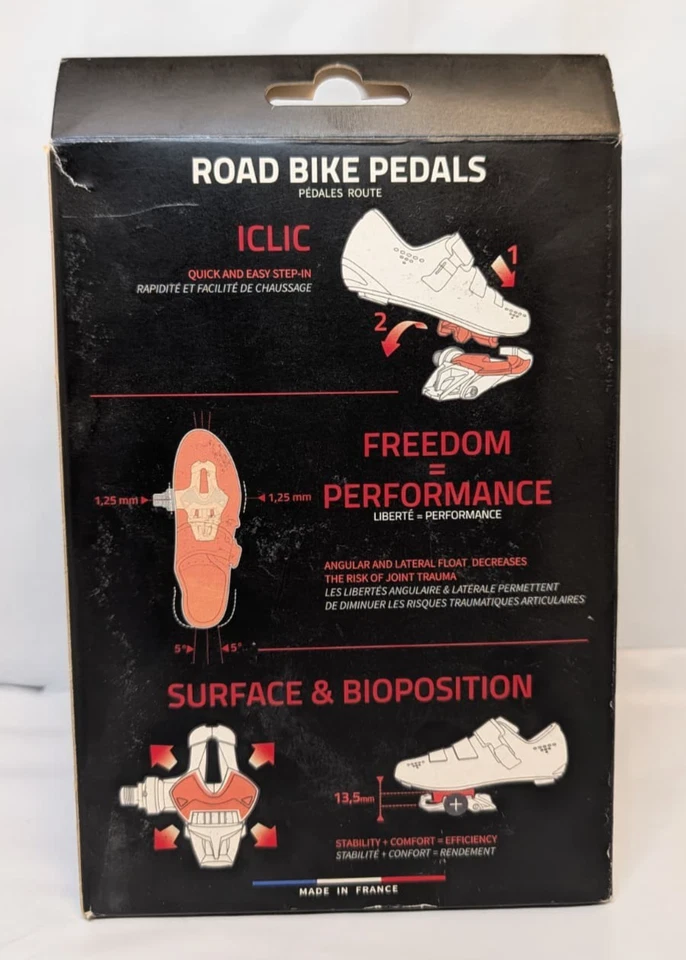 ROAD BIKE PEDALS
PÉDALES ROUTE
ICLIC
QUICK AND EASY STEP-IN
RAPIDITÉ ET FACILITÉ DE CHAUSSAGE
1
2
FREEDOM
=
PERFORMANCE
LIBERTÉ = PERFORMANCE
1,25 mm
1,25 mm
ANGULAR AND LATERAL FLOAT DECREASES
THE RISK OF JOINT TRAUMA
LES LIBERTÉS ANGULAIRE & LATÉRALE PERMETTENT
DE DIMINUER LES RISQUES TRAUMATIQUES ARTICULAIRES
5° 5°
SURFACE & BIOPOSITION
13,5mm
+
STABILITY + COMFORT = EFFICIENCY
STABILITÉ + CONFORT = RENDEMENT
MADE IN FRANCE